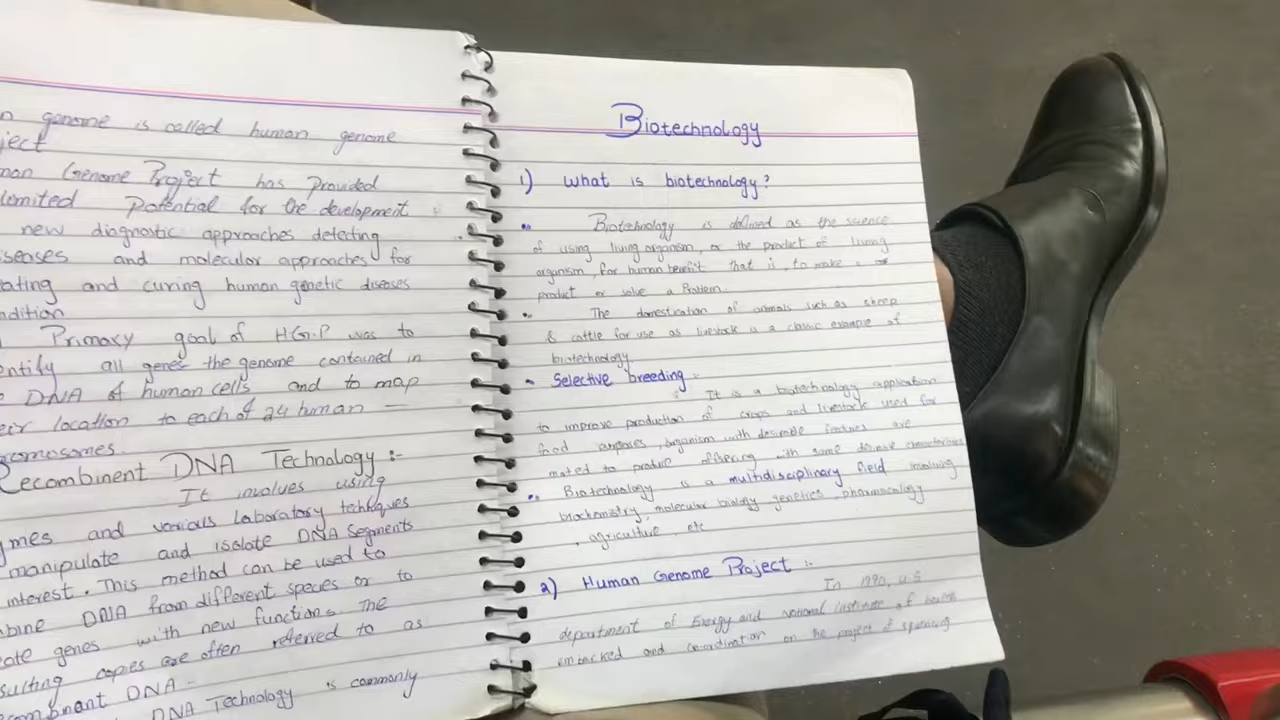 n genome is called human genome
ject
man Genome Project has provided
limited potential for the development
new diagnostic approaches detecting
seases and molecular approaches for
ating and curing human genetic diseases
ndition
Primary goal of H.G.P was to
entify all genes the genome contained in
e DNA of human cells and to map
eir location to each of 24 human —
romosomes.
Recombinent DNA Technology :-
It involves using
ymes and various laboratory
manipulate and isolate DNA segments
interest. This method can be used to
bine DNA from different species or to
ate genes with new functions. The
sulting copies are often referred to as
combinant DNA -
DNA Technology is commonly
Biotechnology
1) What is biotechnology?
Biotechnology is defined as the science
of using living organism, or the product of living
organism, for human benefit that is, to make a
product or solve a Problem.
The domestication of animals such as sheep
& cattle for use as livestock is a classic example of
biotechnology.
Selective breeding :-
It is a biotechnology application
to improve production of crops and livestock used for
food, organism with desirable features are
mated to produce offspring with same
Biotechnology is a multidisciplinary field involving
biochemistry, molecular biology genetics, pharmacology
, agriculture, etc
2) Human Genome Project :-
In 1990, U.S
department of Energy and National Institute of health
and coordination on the project of